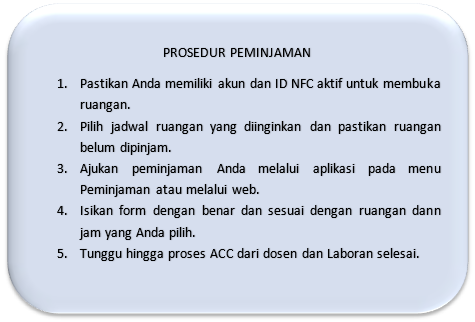 PROSEDUR PEMINJAMAN
1. Pastikan Anda memiliki akun dan ID NFC aktif untuk membuka
ruangan.
2. Pilih jadwal ruangan yang diinginkan dan pastikan ruangan
belum dipinjam.
3. Ajukan peminjaman Anda melalui aplikasi pada menu
Peminjaman atau melalui web.
4. Isikan form dengan benar dan sesuai dengan ruangan dann
jam yang Anda pilih.
5. Tunggu hingga proses ACC dari dosen dan Laboran selesai.